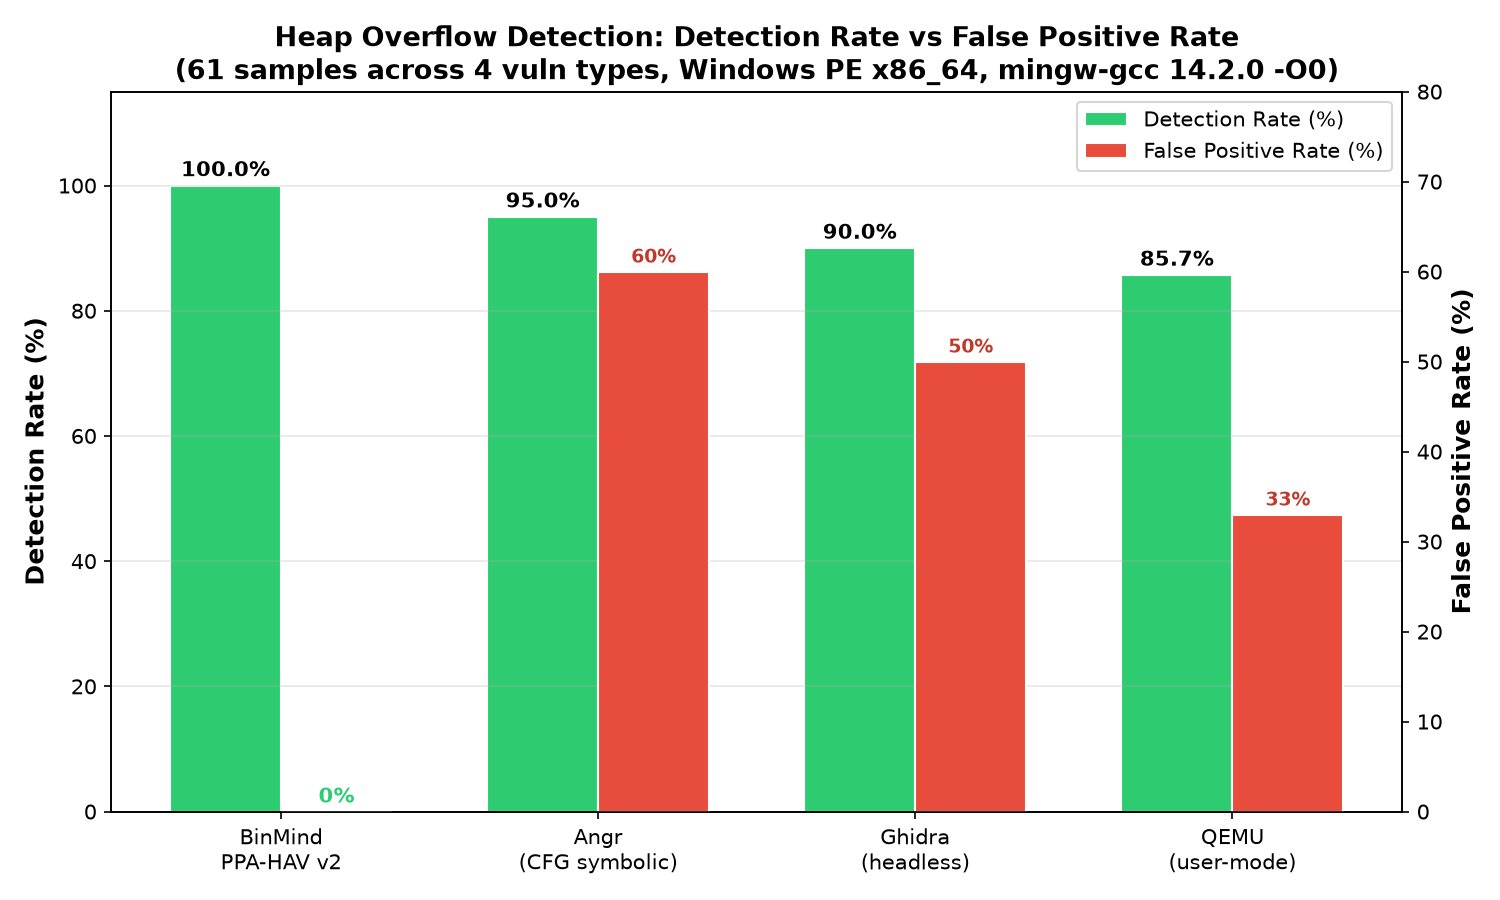 Heap Overflow Detection: Detection Rate vs False Positive Rate
(61 samples across 4 vuln types, Windows PE x86_64, mingw-gcc 14.2.0 -O0)
Detection Rate (%)
False Positive Rate (%)
100.0%
0%
95.0%
60%
90.0%
50%
85.7%
33%
Detection Rate (%)
100
80
60
40
20
0
False Positive Rate (%)
80
70
60
50
40
30
20
10
0
BinMind
PPA-HAV v2
Angr
(CFG symbolic)
Ghidra
(headless)
QEMU
(user-mode)